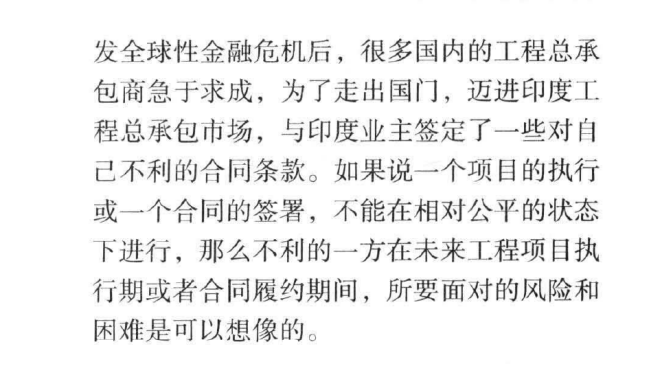 发全球性金融危机后，很多国内的工程总承
包商急于求成，为了走出国门，迈进印度工
程总承包市场，与印度业主签定了一些对自
己不利的合同条款。如果说一个项目的执行
或一个合同的签署，不能在相对公平的状态
下进行，那么不利的一方在未来工程项目执
行期或者合同履约期间，所要面对的风险和
困难是可以想像的。